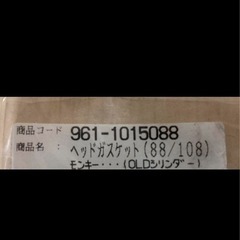 商品コード 961-1015088
商品名 : ヘッドガスケット(88/108)
モンキー・・・(OLDシリンダー)